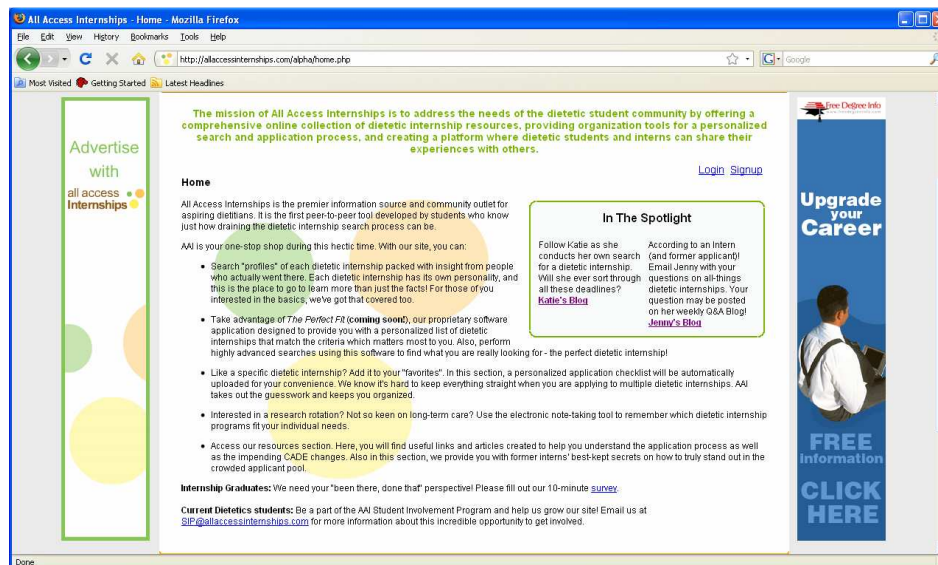 All Access Internships - Home - Mozilla Firefox
File Edit View History Bookmarks Tools Help
http://allaccessinternships.com/alpha/home.php
G Google
Most Visited Getting Started Latest Headlines
Advertise
with
all access
Internships
The mission of All Access Internships is to address the needs of the dietetic student community by offering a
comprehensive online collection of dietetic internship resources, providing organization tools for a personalized
search and application process, and creating a platform where dietetic students and interns can share their
experiences with others.
Login Signup
Home
All Access Internships is the premier information source and community outlet for
aspiring dietitians. It is the first peer-to-peer tool developed by students who know
just how draining the dietetic internship search process can be.
AAI is your one-stop shop during this hectic time. With our site, you can:
• Search "profiles" of each dietetic internship packed with insight from people
who actually went there. Each dietetic internship has its own personality, and
this is the place to go to learn more than just the facts! For those of you
interested in the basics, we've got that covered too.
• Take advantage of The Perfect Fit (coming soon!), our proprietary software
application designed to provide you with a personalized list of dietetic
internships that match the criteria which matters most to you. Also, perform
highly advanced searches using this software to find what you are really looking for - the perfect dietetic internship!
• Like a specific dietetic internship? Add it to your "favorites". In this section, a personalized application checklist will be automatically
uploaded for your convenience. We know it's hard to keep everything straight when you are applying to multiple dietetic internships. AAI
takes out the guesswork and keeps you organized.
• Interested in a research rotation? Not so keen on long-term care? Use the electronic note-taking tool to remember which dietetic internship
programs fit your individual needs.
• Access our resources section. Here, you will find useful links and articles created to help you understand the application process as well
as the impending CADE changes. Also in this section, we provide you with former interns' best-kept secrets on how to truly stand out in the
crowded applicant pool.
Internship Graduates: We need your "been there, done that" perspective! Please fill out our 10-minute survey.
Current Dietetics students: Be a part of the AAI Student Involvement Program and help us grow our site! Email us at
SIP@allaccessinternships.com for more information about this incredible opportunity to get involved.
In The Spotlight
Follow Katie as she
conducts her own search
for a dietetic internship.
Will she ever sort through
all these deadlines?
Katie's Blog
According to an Intern
(and former applicant)!
Email Jenny with your
questions on all-things
dietetic internships. Your
question may be posted
on her weekly Q&A Blog!
Jenny's Blog
Free Degree Info
Upgrade
your
Career
FREE
information
CLICK
HERE
Done